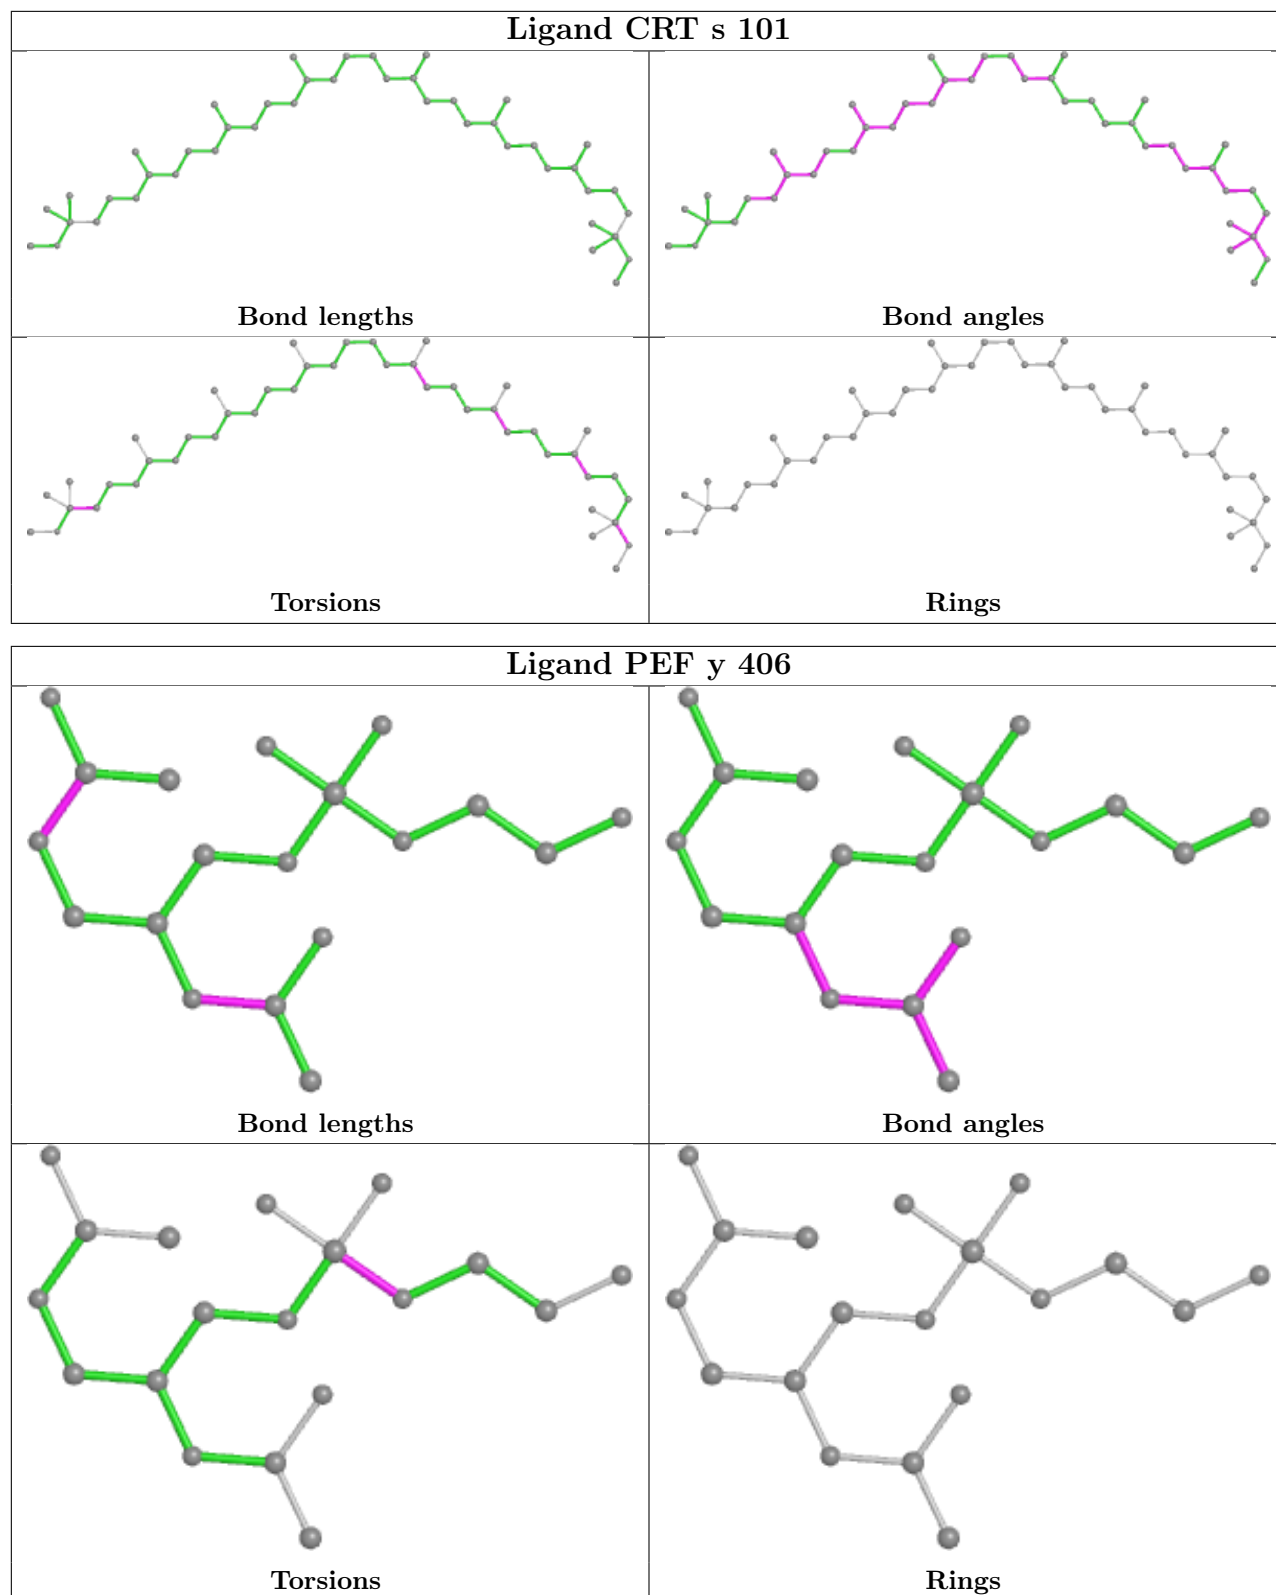 Ligand CRT s 101
Bond lengths
Bond angles
Torsions
Rings
Ligand PEF y 406
Bond lengths
Bond angles
Torsions
Rings